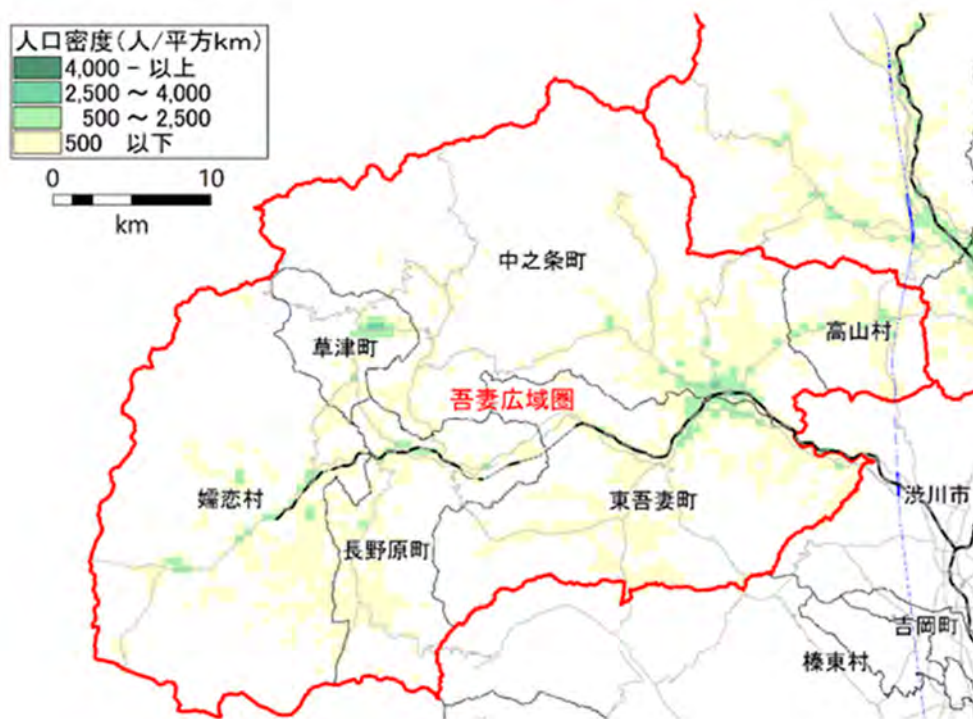 人口密度(人/平方km)
4,000 - 以上
2,500 ～ 4,000
500 ～ 2,500
500 以下
0 10
km
中之条町
高山村
草津町
吾妻広域圏
嬬恋村
東吾妻町
渋川市
長野原町
吉岡町
榛東村